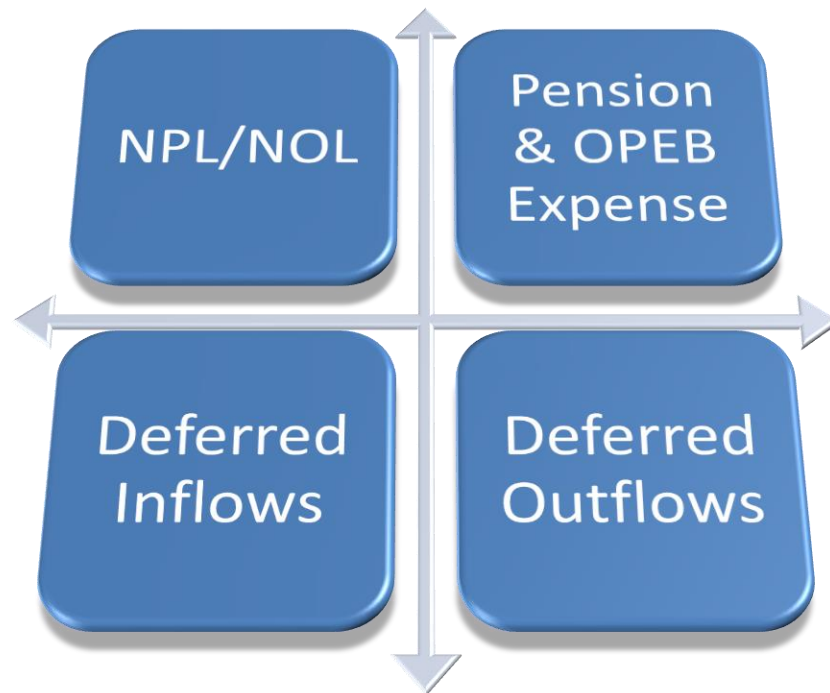 NPL/NOL
Pension
& OPEB
Expense
Deferred
Inflows
Deferred
Outflows